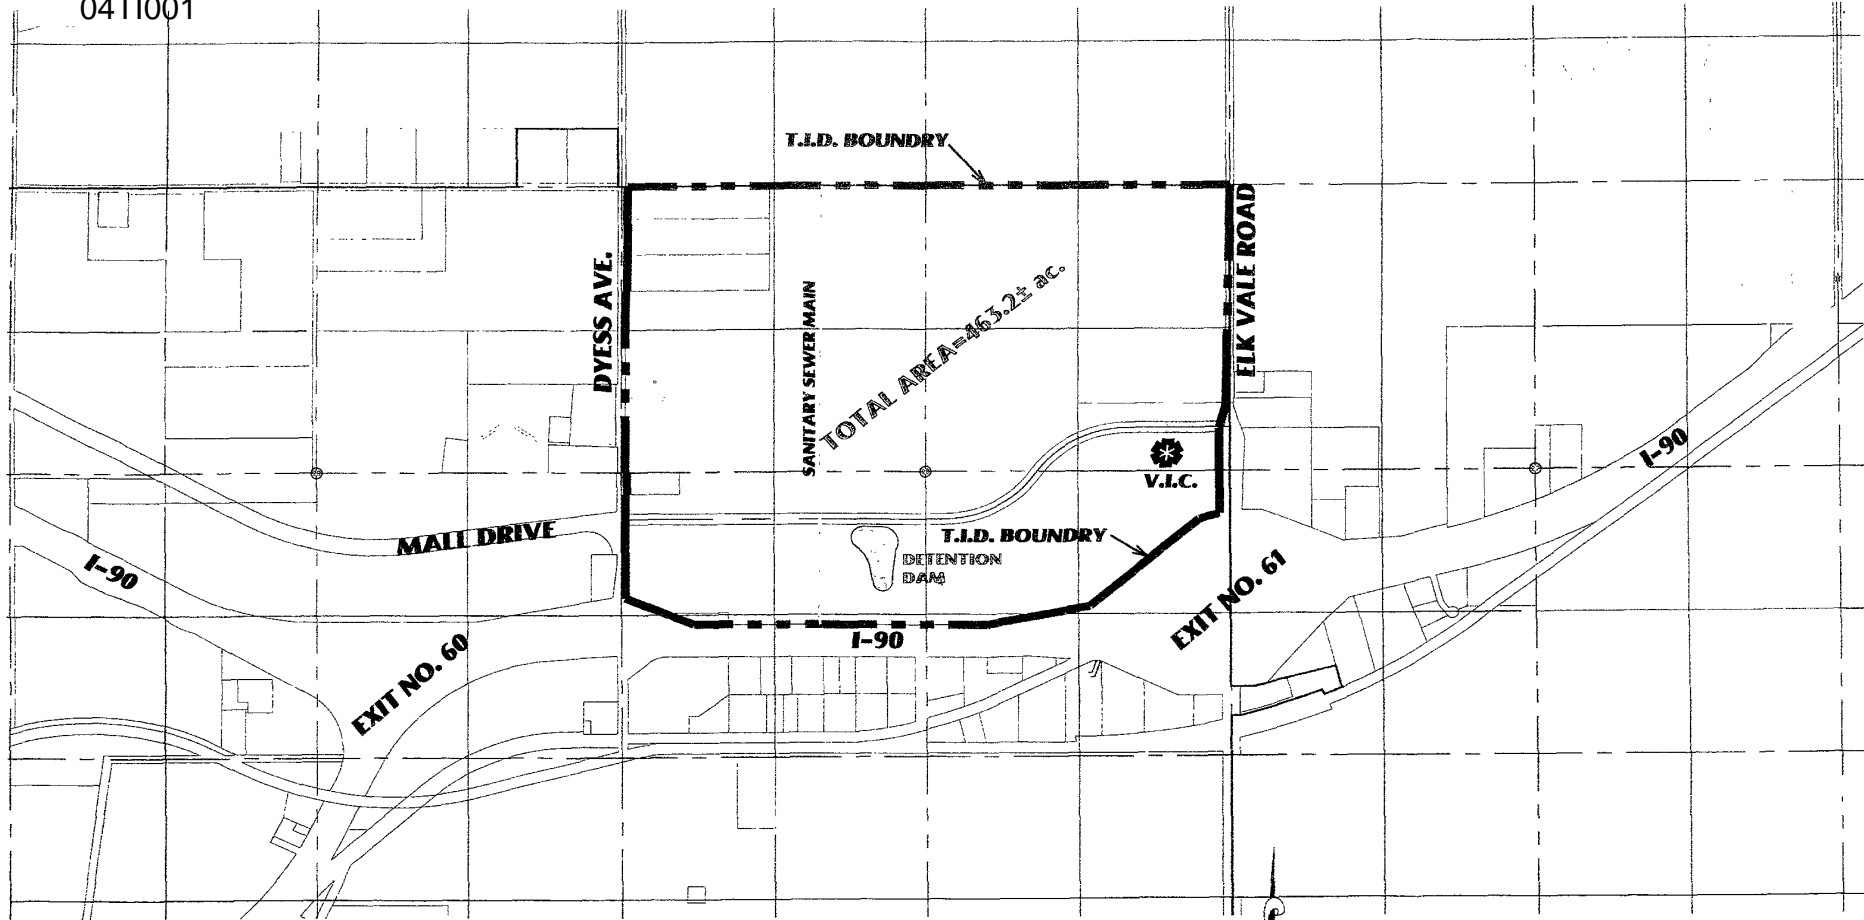 04TI001
T.I.D. BOUNDRY
ELK VALE ROAD
DYESS AVE.
SANITARY SEWER MAIN
TOTAL AREA=463.2± ac.
I-90
V.I.C.
MALL DRIVE
T.I.D. BOUNDRY
DETENTION
DAM
I-90
EXIT NO. 61
I-90
EXIT NO. 60